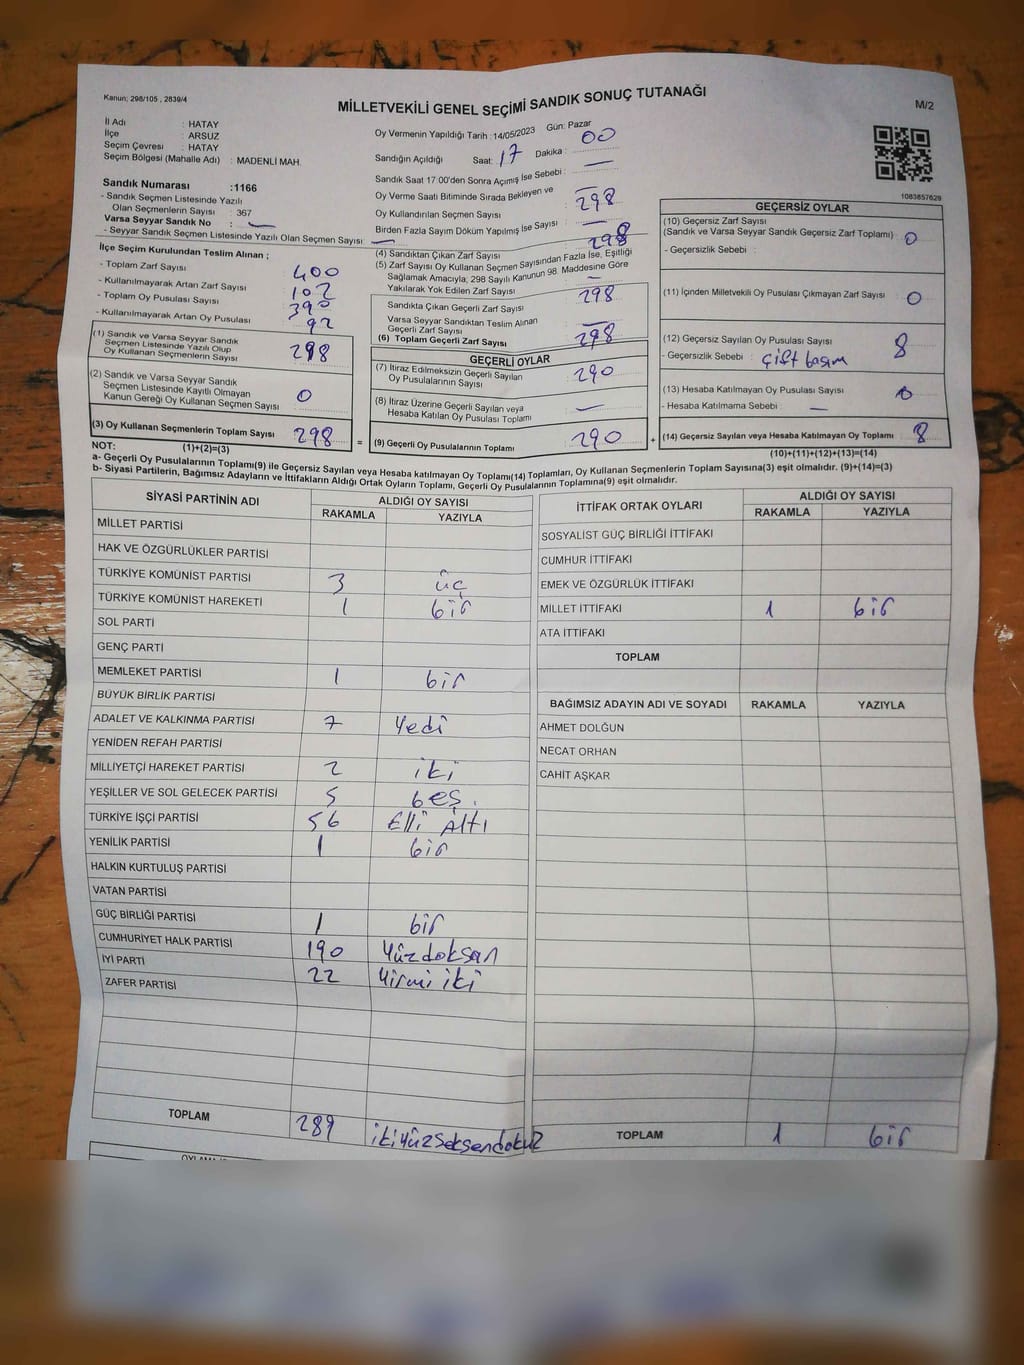 Kanun: 298/105 , 2839/4
MİLLETVEKİLİ GENEL SEÇİMİ SANDIK SONUÇ TUTANAĞI
M/2
İl Adı : HATAY
İlçe : ARSUZ
Seçim Çevresi : HATAY
Seçim Bölgesi (Mahalle Adı) : MADENLİ MAH.
Sandık Numarası :1166
- Sandık Seçmen Listesinde Yazılı
Olan Seçmenlerin Sayısı : 367
Varsa Seyyar Sandık No : —
- Seyyar Sandık Seçmen Listesinde Yazılı Olan Seçmen Sayısı: —
Oy Vermenin Yapıldığı Tarih :14/05/2023 Gün: Pazar
Sandığın Açıldığı Saat: 17 Dakika : 00
Sandık Saat 17:00'den Sonra Açımış İse Sebebi : —
Oy Verme Saati Bitiminde Sırada Bekleyen ve —
Oy Kullandırılan Seçmen Sayısı 298
Birden Fazla Sayım Döküm Yapılmış İse Sayısı : —
1083857628
İlçe Seçim Kurulundan Teslim Alınan ;
- Toplam Zarf Sayısı 400
- Kullanılmayarak Artan Zarf Sayısı 102
- Toplam Oy Pusulası Sayısı 390
- Kullanılmayarak Artan Oy Pusulası 92
(1) Sandık ve Varsa Seyyar Sandık
Seçmen Listesinde Yazılı Olup
Oy Kullanan Seçmenlerin Sayısı 298
(2) Sandık ve Varsa Seyyar Sandık
Seçmen Listesinde Kayıtlı Olmayan
Kanun Gereği Oy Kullanan Seçmen Sayısı 0
(3) Oy Kullanan Seçmenlerin Toplam Sayısı 298
(1)+(2)=(3)
(4) Sandıktan Çıkan Zarf Sayısı 298
(5) Zarf Sayısı Oy Kullanan Seçmen Sayısından Fazla İse, Eşitliği
Sağlamak Amacıyla; 298 Sayılı Kanunun 98. Maddesine Göre
Yakılarak Yok Edilen Zarf Sayısı —
Sandıkta Çıkan Geçerli Zarf Sayısı 298
Varsa Seyyar Sandıktan Teslim Alınan
Geçerli Zarf Sayısı —
(6) Toplam Geçerli Zarf Sayısı 298
GEÇERLİ OYLAR
(7) İtiraz Edilmeksizin Geçerli Sayılan
Oy Pusulalarının Sayısı 290
(8) İtiraz Üzerine Geçerli Sayılan veya
Hesaba Katılan Oy Pusulası Toplamı —
= (9) Geçerli Oy Pusulalarının Toplamı 290 +
GEÇERSİZ OYLAR
(10) Geçersiz Zarf Sayısı
(Sandık ve Varsa Seyyar Sandık Geçersiz Zarf Toplamı) : 0
- Geçersizlik Sebebi :
(11) İçinden Milletvekili Oy Pusulası Çıkmayan Zarf Sayısı : 0
(12) Geçersiz Sayılan Oy Pusulası Sayısı : 8
- Geçersizlik Sebebi : Çift basım
(13) Hesaba Katılmayan Oy Pusulası Sayısı : 0
- Hesaba Katılmama Sebebi : —
(14) Geçersiz Sayılan veya Hesaba Katılmayan Oy Toplamı : 8
(10)+(11)+(12)+(13)=(14)
NOT:
a- Geçerli Oy Pusulalarının Toplamı(9) ile Geçersiz Sayılan veya Hesaba katılmayan Oy Toplamı(14) Toplamları, Oy Kullanan Seçmenlerin Toplam Sayısına(3) eşit olmalıdır. (9)+(14)=(3)
b- Siyasi Partilerin, Bağımsız Adayların ve İttifakların Aldığı Ortak Oyların Toplamı, Geçerli Oy Pusulalarının Toplamına(9) eşit olmalıdır.
SİYASİ PARTİNİN ADI ALDIĞI OY SAYISI
RAKAMLA YAZIYLA
MİLLET PARTİSİ
HAK VE ÖZGÜRLÜKLER PARTİSİ
TÜRKİYE KOMÜNİST PARTİSİ 3 üç
TÜRKİYE KOMÜNİST HAREKETİ 1 bir
SOL PARTİ
GENÇ PARTİ
MEMLEKET PARTİSİ 1 bir
BÜYÜK BİRLİK PARTİSİ
ADALET VE KALKINMA PARTİSİ 7 yedi
YENİDEN REFAH PARTİSİ
MİLLİYETÇİ HAREKET PARTİSİ 2 iki
YEŞİLLER VE SOL GELECEK PARTİSİ 5 beş.
TÜRKİYE İŞÇİ PARTİSİ 56 Elli Altı
YENİLİK PARTİSİ 1 bir
HALKIN KURTULUŞ PARTİSİ
VATAN PARTİSİ
GÜÇ BİRLİĞİ PARTİSİ 1 bir
CUMHURİYET HALK PARTİSİ 190 yüzdoksan
İYİ PARTİ 22 yirmi iki
ZAFER PARTİSİ
TOPLAM 289 ikiyüzseksendokuz
İTTİFAK ORTAK OYLARI ALDIĞI OY SAYISI
RAKAMLA YAZIYLA
SOSYALİST GÜÇ BİRLİĞİ İTTİFAKI
CUMHUR İTTİFAKI
EMEK VE ÖZGÜRLÜK İTTİFAKI
MİLLET İTTİFAKI 1 bir
ATA İTTİFAKI
TOPLAM
BAĞIMSIZ ADAYIN ADI VE SOYADI RAKAMLA YAZIYLA
AHMET DOLĞUN
NECAT ORHAN
CAHİT AŞKAR
TOPLAM 1 bir